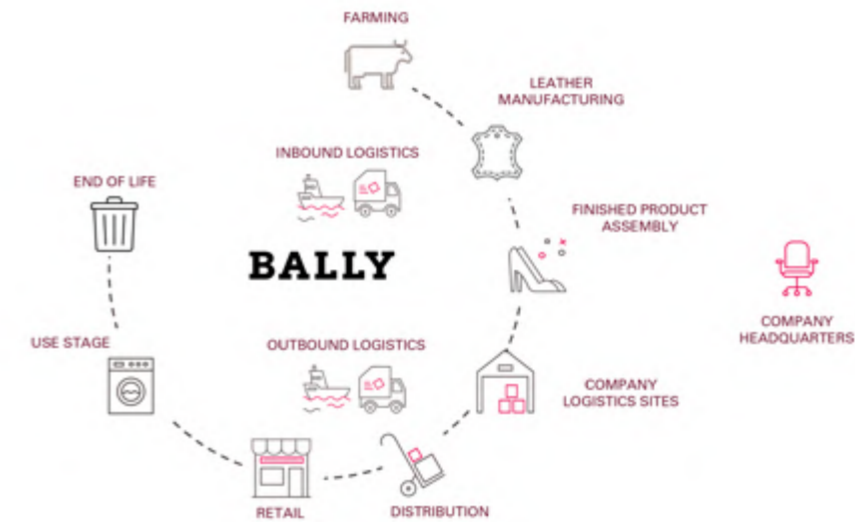 FARMING
LEATHER
MANUFACTURING
INBOUND LOGISTICS
END OF LIFE
FINISHED PRODUCT
ASSEMBLY
BALLY
COMPANY
HEADQUARTERS
USE STAGE
OUTBOUND LOGISTICS
COMPANY
LOGISTICS SITES
RETAIL
DISTRIBUTION